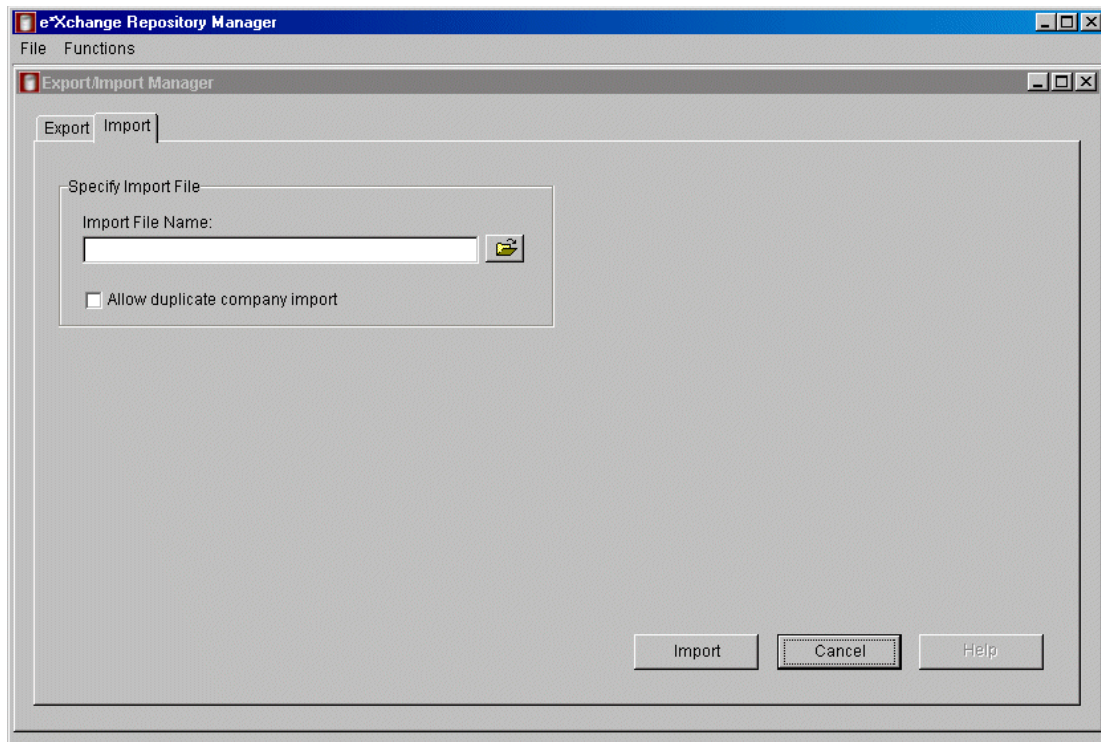 e*Xchange Repository Manager
File Functions
Export/Import Manager
Export Import
Specify Import File
Import File Name:
Allow duplicate company import
Import Cancel Help